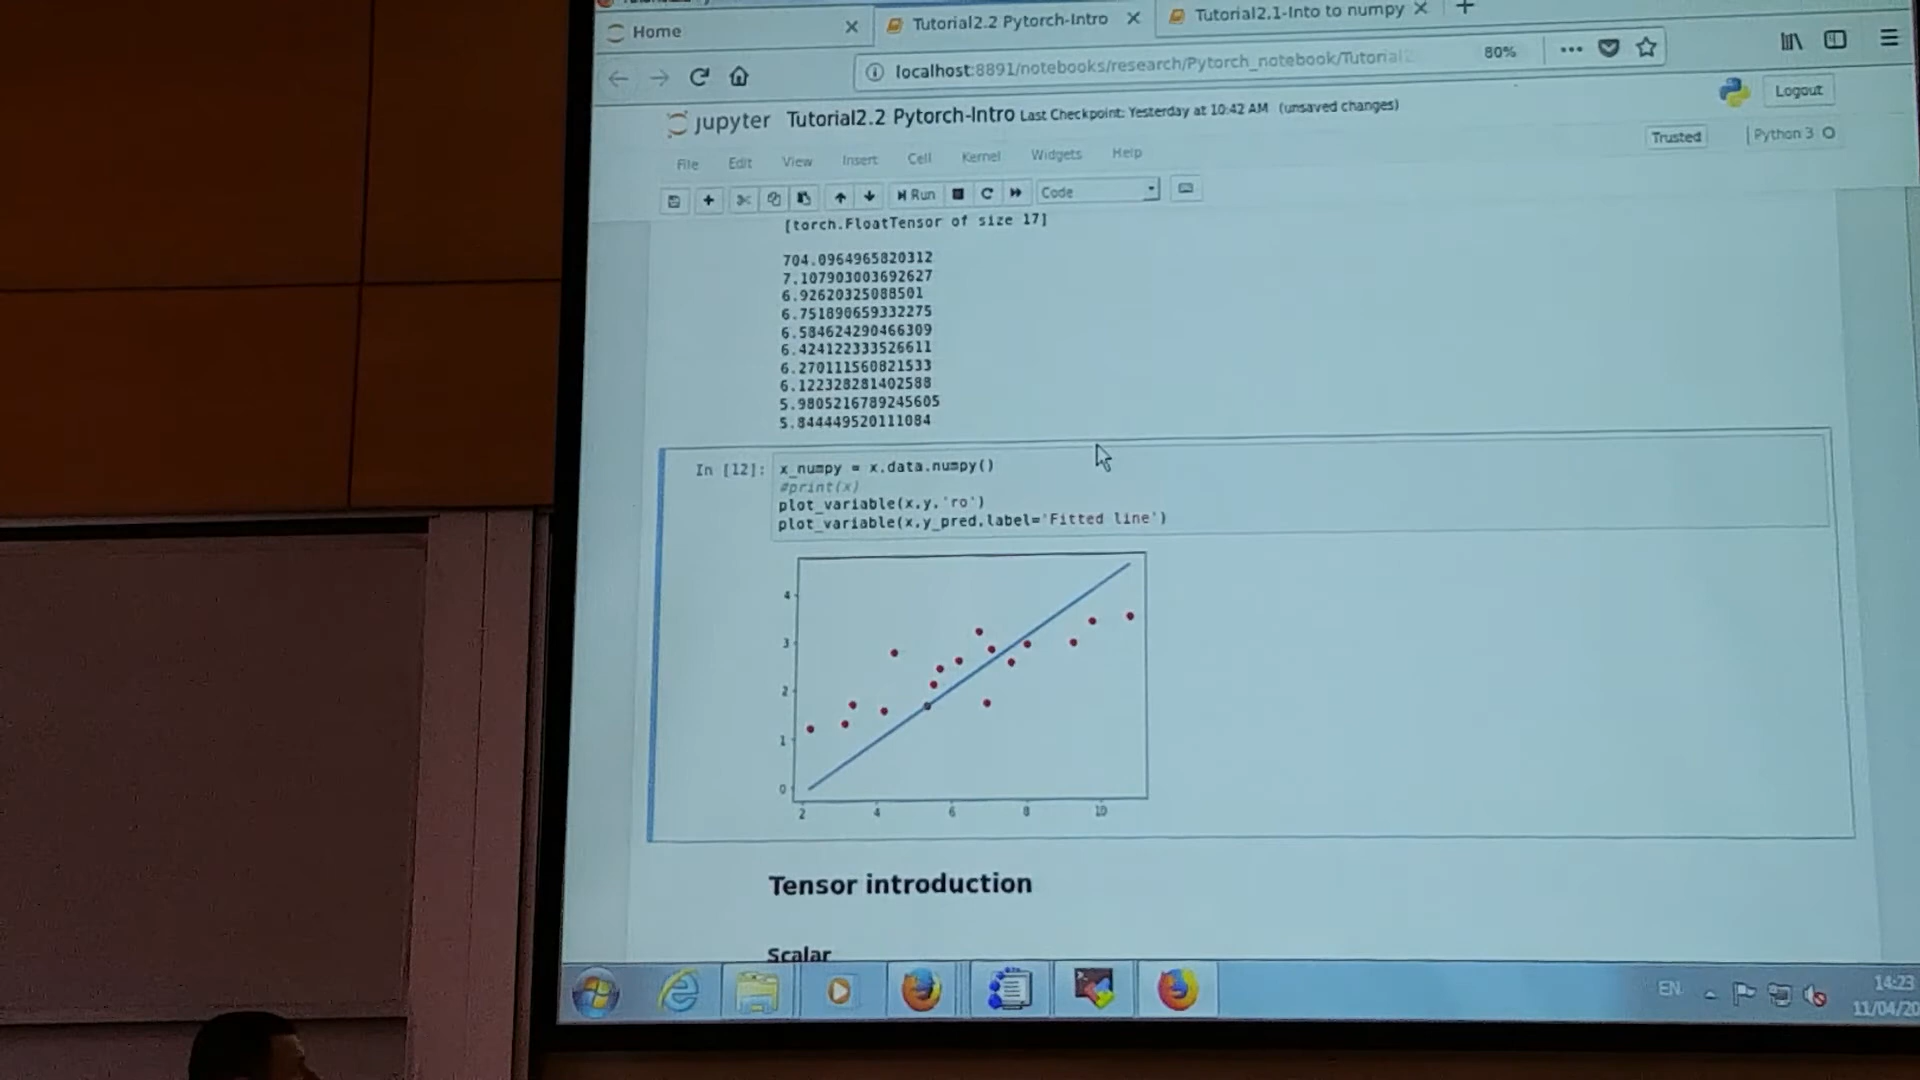 Home
Tutorial2.2 Pytorch-Intro
Tutorial2.1-Into to numpy
localhost:8891/notebooks/research/Pytorch_notebook/Tutorial2
80%
jupyter Tutorial2.2 Pytorch-Intro Last Checkpoint: Yesterday at 10:42 AM (unsaved changes)
Logout
File Edit View Insert Cell Kernel Widgets Help
Trusted
Python 3
Run
Code
[torch.FloatTensor of size 17]
704.0964965820312
7.107903003692627
6.92620325088501
6.751890659332275
6.584624290466309
6.424122333526611
6.270111560821533
6.122328281402588
5.9805216789245605
5.844449520111084
In [12]: x_numpy = x.data.numpy()
#print(x)
plot_variable(x,y,'ro')
plot_variable(x,y_pred,label='Fitted line')
4
3
2
1
0
2 4 6 8 10
Tensor introduction
Scalar
EN
14:23
11/04/20